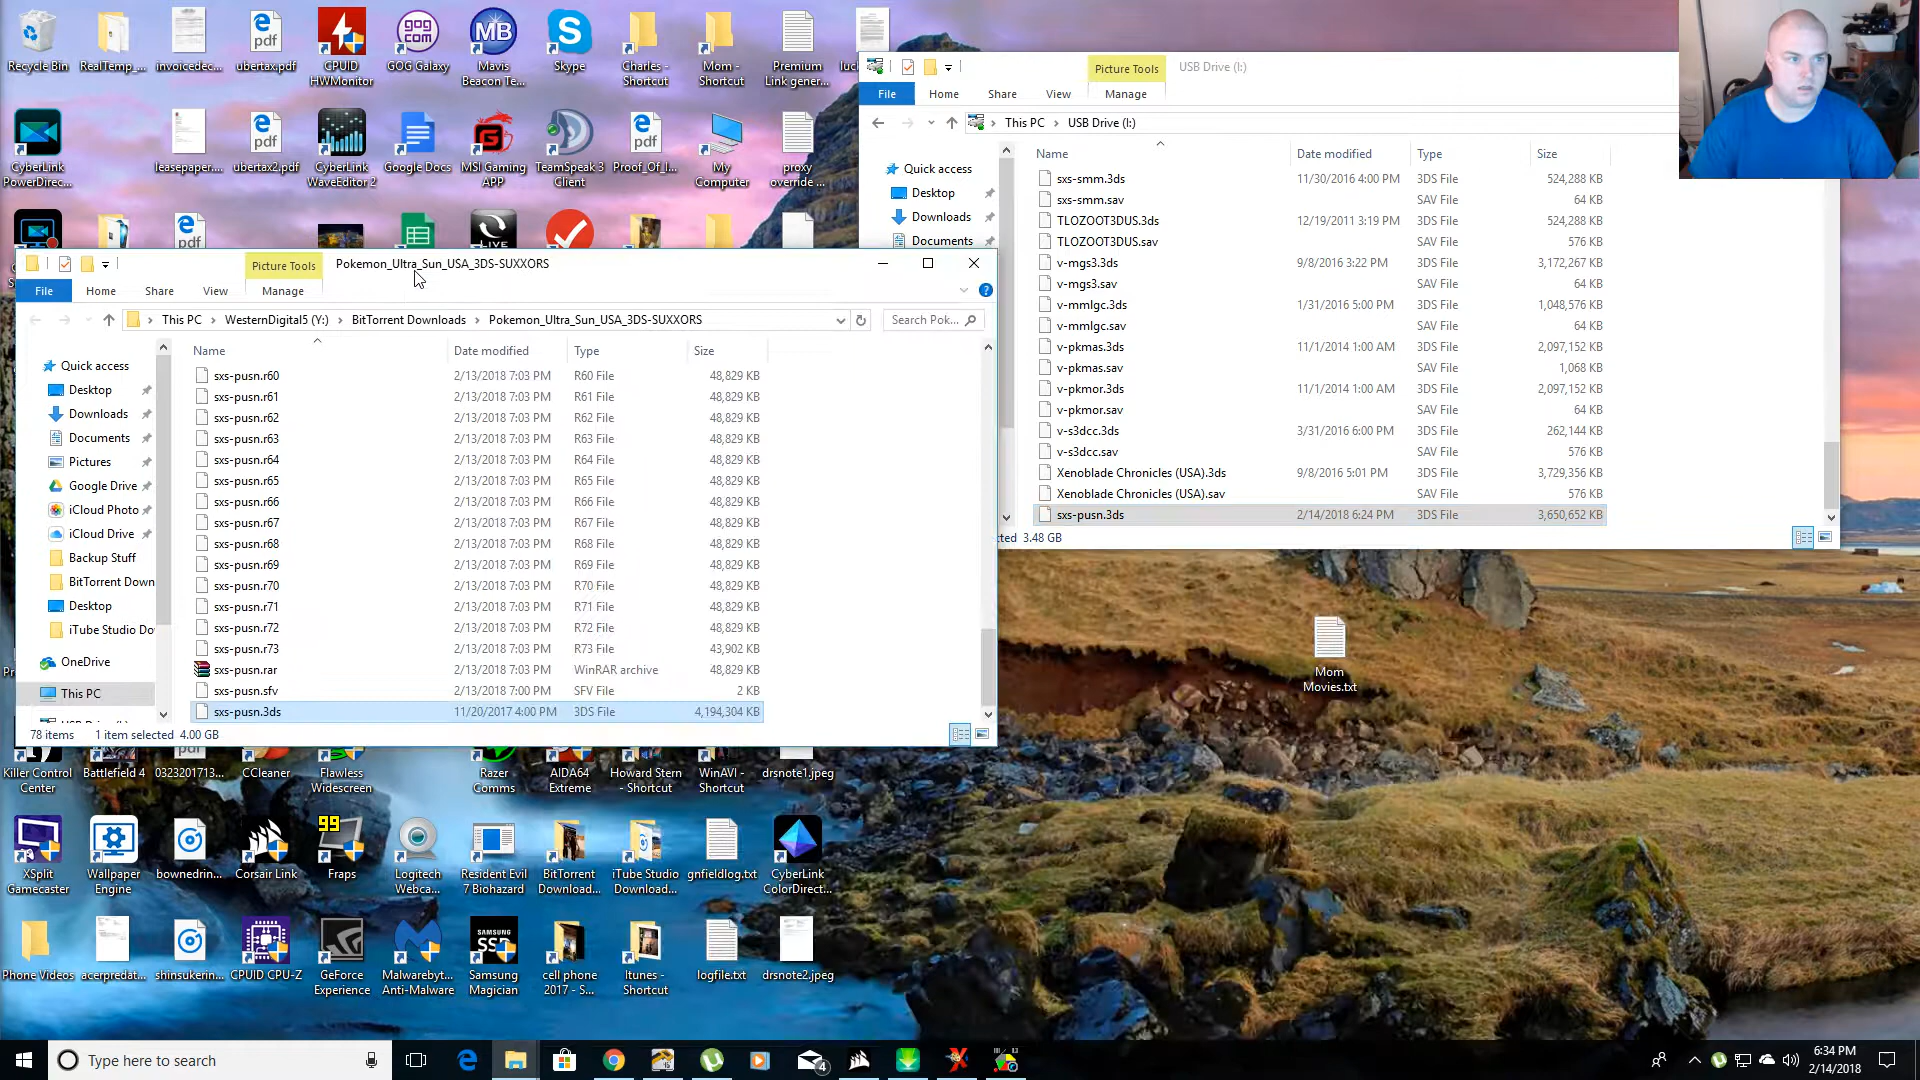 Recycle Bin
RealTemp_...
invoicedec...
ubertax.pdf
CPUID HWMonitor
GOG Galaxy
Mavis Beacon Te...
Skype
Charles - Shortcut
Mom - Shortcut
Premium Link gener...
CyberLink PowerDirec...
leasepaper...
ubertax2.pdf
CyberLink WaveEditor 2
Google Docs
MSI Gaming APP
TeamSpeak 3 Client
Proof_Of_I...
My Computer
proxy override ...
Picture Tools
USB Drive (I:)
File
Home
Share
View
Manage
This PC > USB Drive (I:)
Name Date modified Type Size
Quick access
Desktop
Downloads
Documents
sxs-smm.3ds 11/30/2016 4:00 PM 3DS File 524,288 KB
sxs-smm.sav SAV File 64 KB
TLOZOOT3DUS.3ds 12/19/2011 3:19 PM 3DS File 524,288 KB
TLOZOOT3DUS.sav SAV File 576 KB
v-mgs3.3ds 9/8/2016 3:22 PM 3DS File 3,172,267 KB
v-mgs3.sav SAV File 64 KB
v-mmlgc.3ds 1/31/2016 5:00 PM 3DS File 1,048,576 KB
v-mmlgc.sav SAV File 64 KB
v-pkmas.3ds 11/1/2014 1:00 AM 3DS File 2,097,152 KB
v-pkmas.sav SAV File 1,068 KB
v-pkmor.3ds 11/1/2014 1:00 AM 3DS File 2,097,152 KB
v-pkmor.sav SAV File 64 KB
v-s3dcc.3ds 3/31/2016 6:00 PM 3DS File 262,144 KB
v-s3dcc.sav SAV File 576 KB
Xenoblade Chronicles (USA).3ds 9/8/2016 5:01 PM 3DS File 3,729,356 KB
Xenoblade Chronicles (USA).sav SAV File 576 KB
sxs-pusn.3ds 2/14/2018 6:24 PM 3DS File 3,650,652 KB
cted 3.48 GB
Picture Tools
Pokemon_Ultra_Sun_USA_3DS-SUXXORS
File
Home
Share
View
Manage
This PC > WesternDigital5 (Y:) > BitTorrent Downloads > Pokemon_Ultra_Sun_USA_3DS-SUXXORS
Search Pok...
Name Date modified Type Size
Quick access
Desktop
Downloads
Documents
Pictures
Google Drive
iCloud Photo
iCloud Drive
Backup Stuff
BitTorrent Down
Desktop
iTube Studio Do
OneDrive
This PC
sxs-pusn.r60 2/13/2018 7:03 PM R60 File 48,829 KB
sxs-pusn.r61 2/13/2018 7:03 PM R61 File 48,829 KB
sxs-pusn.r62 2/13/2018 7:03 PM R62 File 48,829 KB
sxs-pusn.r63 2/13/2018 7:03 PM R63 File 48,829 KB
sxs-pusn.r64 2/13/2018 7:03 PM R64 File 48,829 KB
sxs-pusn.r65 2/13/2018 7:03 PM R65 File 48,829 KB
sxs-pusn.r66 2/13/2018 7:03 PM R66 File 48,829 KB
sxs-pusn.r67 2/13/2018 7:03 PM R67 File 48,829 KB
sxs-pusn.r68 2/13/2018 7:03 PM R68 File 48,829 KB
sxs-pusn.r69 2/13/2018 7:03 PM R69 File 48,829 KB
sxs-pusn.r70 2/13/2018 7:03 PM R70 File 48,829 KB
sxs-pusn.r71 2/13/2018 7:03 PM R71 File 48,829 KB
sxs-pusn.r72 2/13/2018 7:03 PM R72 File 48,829 KB
sxs-pusn.r73 2/13/2018 7:03 PM R73 File 43,902 KB
sxs-pusn.rar 2/13/2018 7:03 PM WinRAR archive 48,829 KB
sxs-pusn.sfv 2/13/2018 7:00 PM SFV File 2 KB
sxs-pusn.3ds 11/20/2017 4:00 PM 3DS File 4,194,304 KB
78 items 1 item selected 4.00 GB
Mom Movies.txt
Killer Control Center
Battlefield 4
0323201713...
CCleaner
Flawless Widescreen
Razer Comms
AIDA64 Extreme
Howard Stern - Shortcut
WinAVI - Shortcut
drsnote1.jpeg
99
XSplit Gamecaster
Wallpaper Engine
bownedrin...
Corsair Link
Fraps
Logitech Webca...
Resident Evil 7 Biohazard
BitTorrent Download...
iTube Studio Download...
gnfieldlog.txt
CyberLink ColorDirect...
SAMSUNG
SSD
Phone Videos
acerpredat...
shinsukerin...
CPUID CPU-Z
GeForce Experience
Malwarebyt... Anti-Malware
Samsung Magician
cell phone 2017 - S...
Itunes - Shortcut
logfile.txt
drsnote2.jpeg
Type here to search
4
6:34 PM
2/14/2018